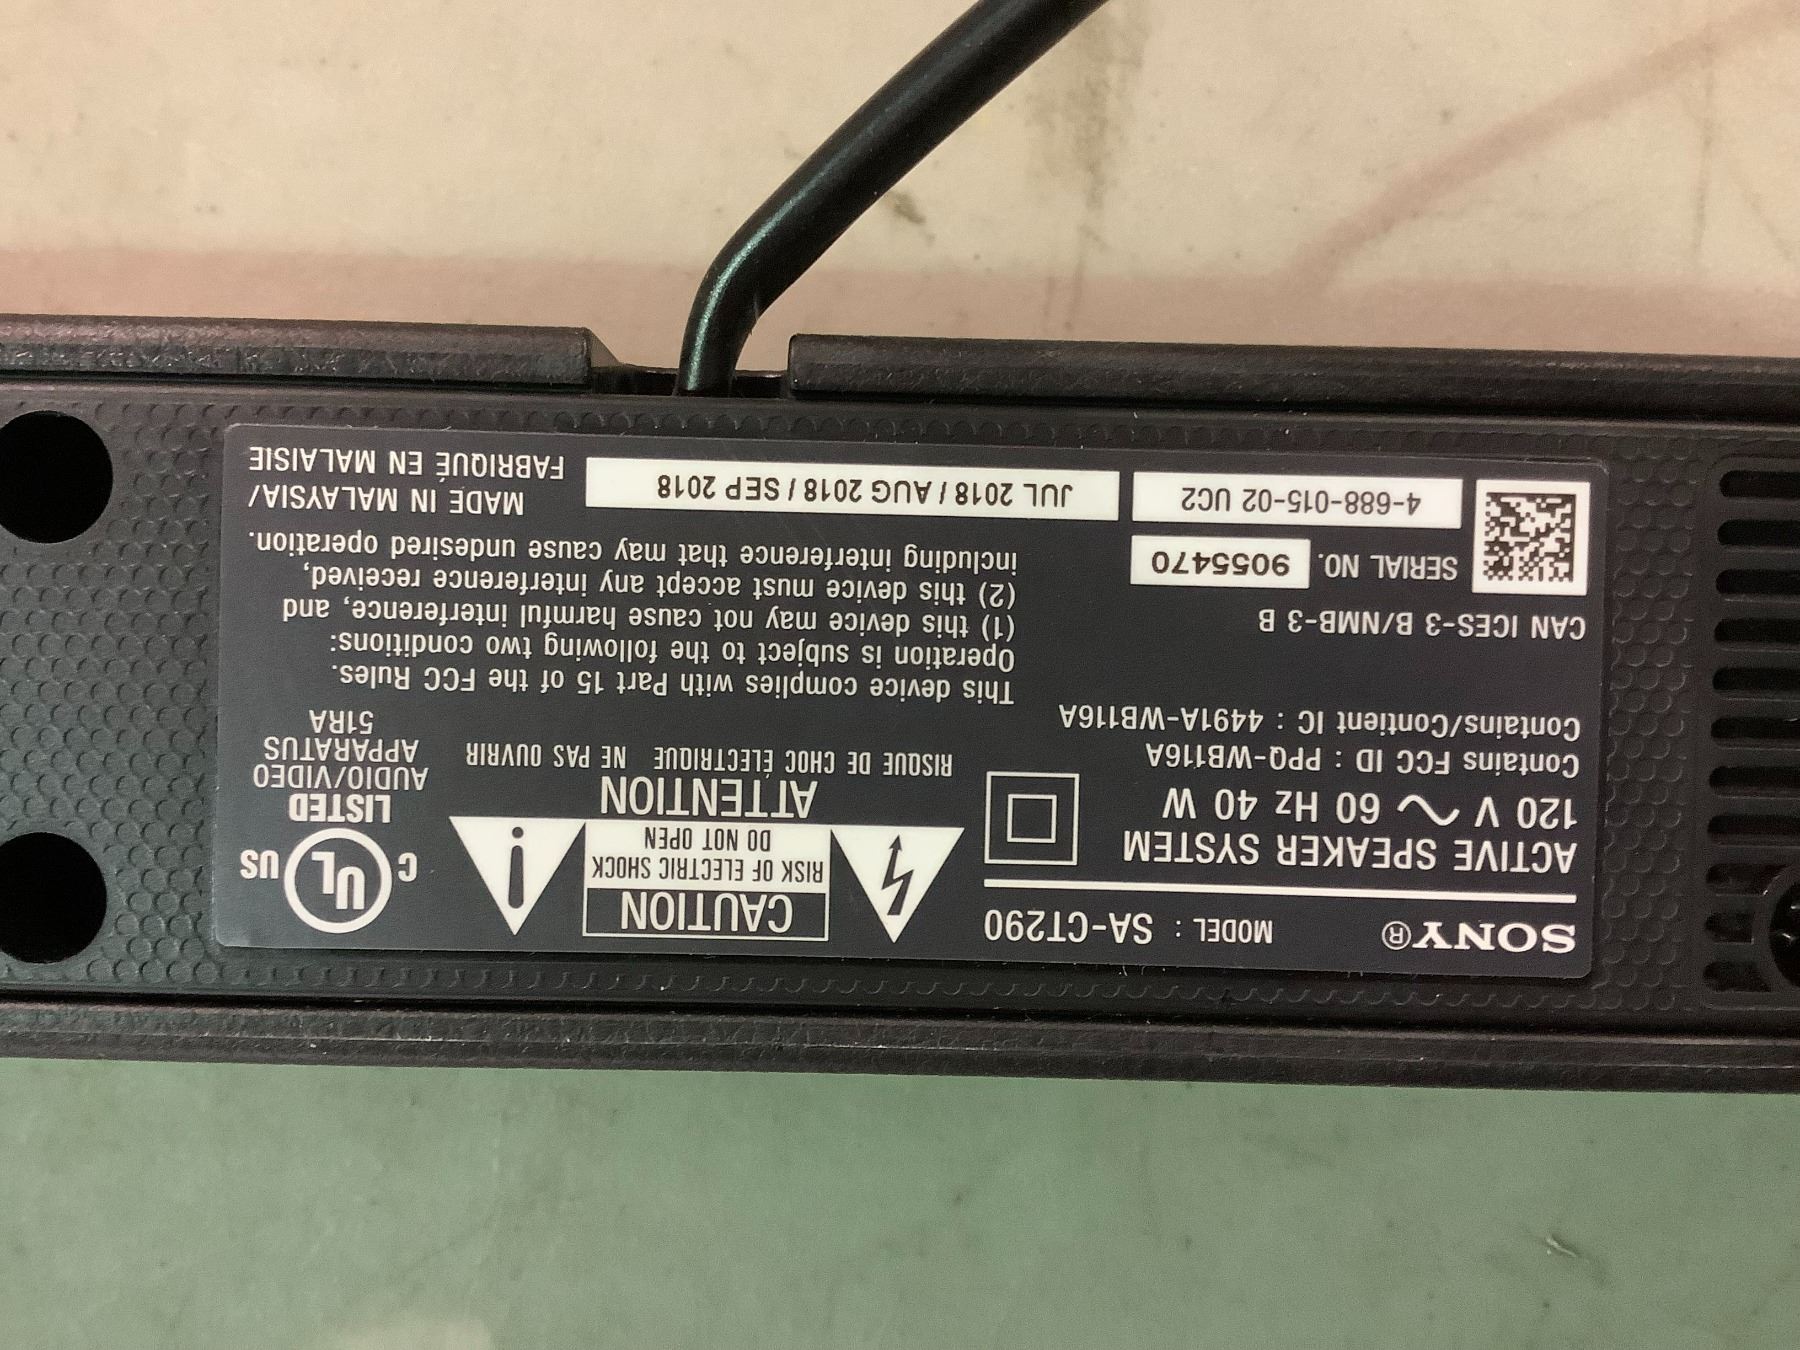 SONY® MODEL : SA-CT290
ACTIVE SPEAKER SYSTEM
120 V ~ 60 Hz 40 W
Contains FCC ID : PPQ-WB116A
Contains/Contient IC : 4491A-WB116A
CAN ICES-3 B/NMB-3 B
SERIAL NO. 9055470
4-688-015-02 UC2
CAUTION
RISK OF ELECTRIC SHOCK
DO NOT OPEN
ATTENTION
RISQUE DE CHOC ÉLECTRIQUE NE PAS OUVRIR
C UL US
LISTED
AUDIO/VIDEO
APPARATUS
51RA
This device complies with Part 15 of the FCC Rules.
Operation is subject to the following two conditions:
(1) this device may not cause harmful interference, and
(2) this device must accept any interference received,
including interference that may cause undesired operation.
JUL 2018 / AUG 2018 / SEP 2018
MADE IN MALAYSIA/
FABRIQUÉ EN MALAISIE